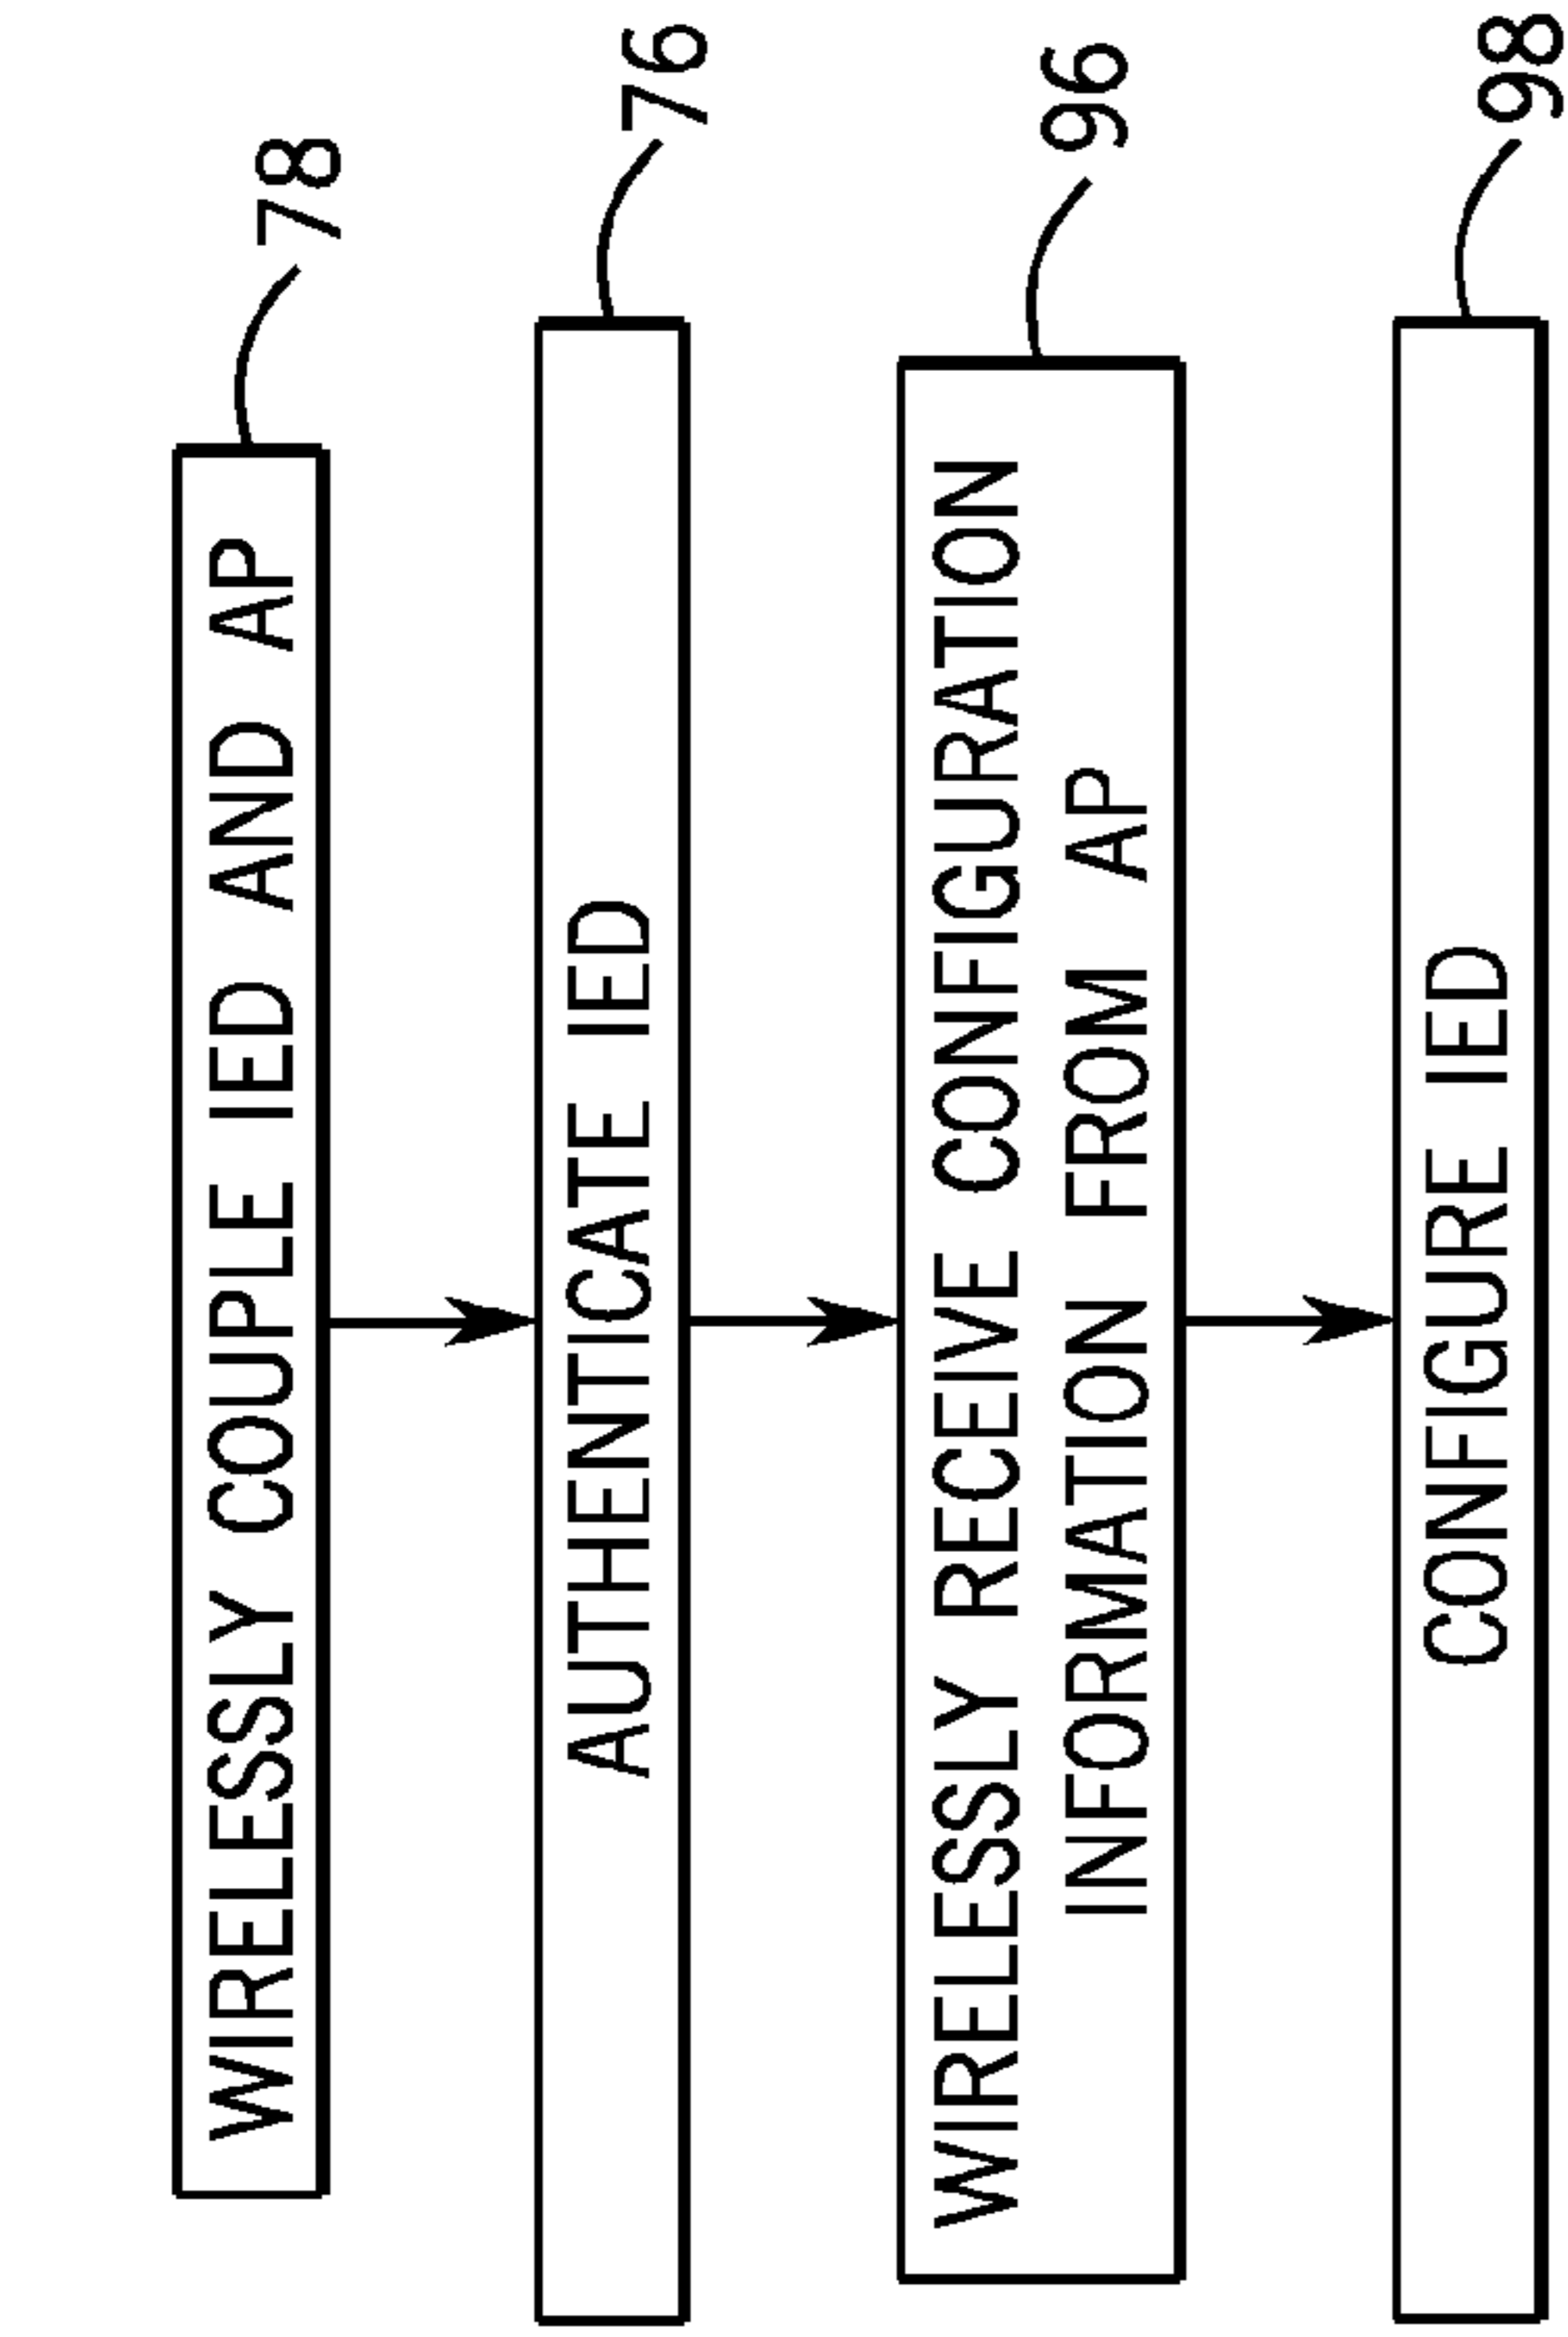 WIRELESSLY COUPLE IED AND AP
78
AUTHENTICATE IED
76
WIRELESSLY RECEIVE CONFIGURATION
INFORMATION FROM AP
96
CONFIGURE IED
98